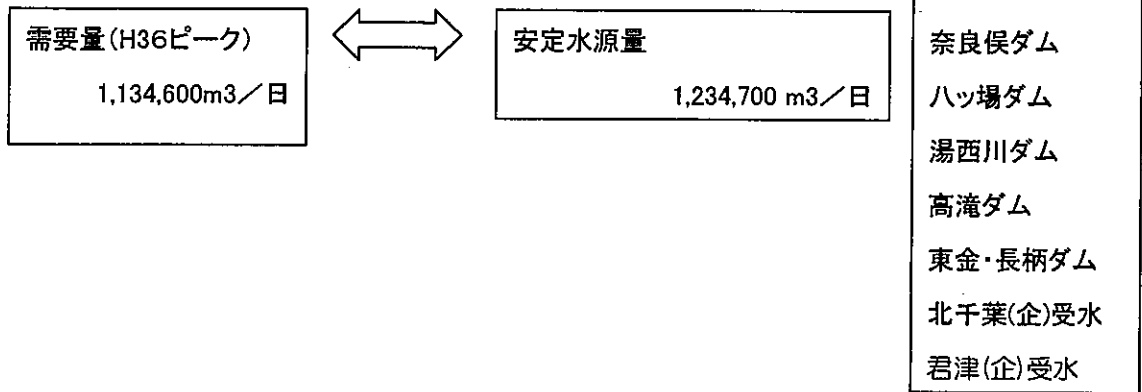 需要量(H36ピーク)
1,134,600m3／日
安定水源量
1,234,700 m3／日
奈良俣ダム
八ッ場ダム
湯西川ダム
高滝ダム
東金・長柄ダム
北千葉(企)受水
君津(企)受水